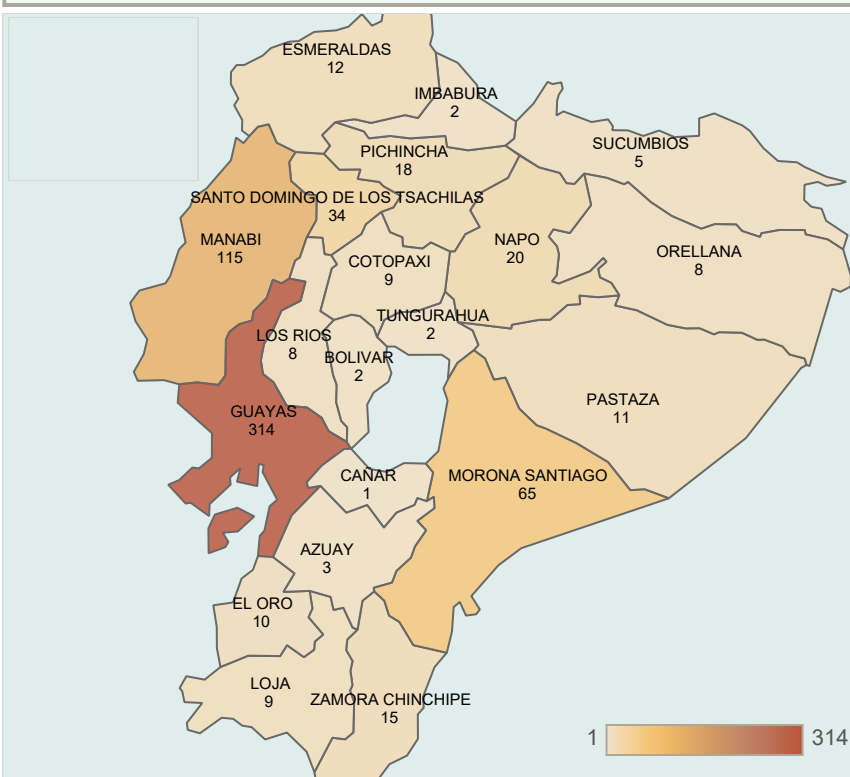 ESMERALDAS
12
IMBABURA
2
SUCUMBIOS
5
PICHINCHA
18
SANTO DOMINGO DE LOS TSACHILAS
34
MANABI
115
NAPO
20
ORELLANA
8
COTOPAXI
9
TUNGURAHUA
2
LOS RIOS
8
BOLIVAR
2
PASTAZA
11
GUAYAS
314
CAÑAR
1
MORONA SANTIAGO
65
AZUAY
3
EL ORO
10
LOJA
9
ZAMORA CHINCHIPE
15
1
314